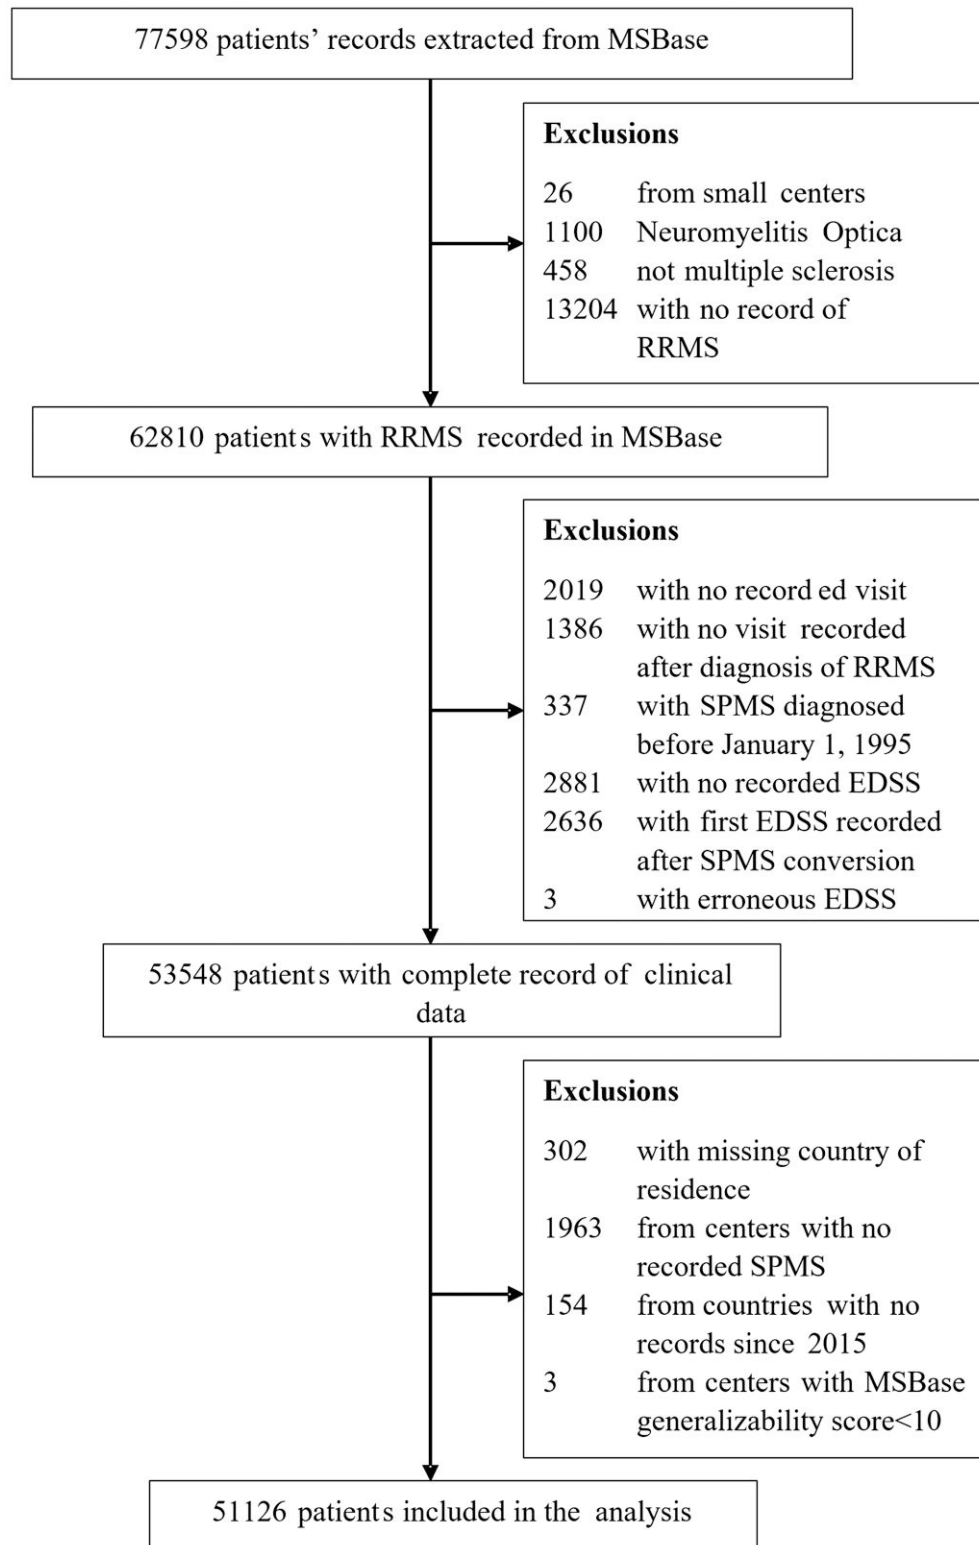 77598 patients’ records extracted from MSBase
Exclusions
26 from small centers
1100 Neuromyelitis Optica
458 not multiple sclerosis
13204 with no record of
RRMS
62810 patients with RRMS recorded in MSBase
Exclusions
2019 with no record ed visit
1386 with no visit recorded
after diagnosis of RRMS
337 with SPMS diagnosed
before January 1, 1995
2881 with no recorded EDSS
2636 with first EDSS recorded
after SPMS conversion
3 with erroneous EDSS
53548 patients with complete record of clinical
data
Exclusions
302 with missing country of
residence
1963 from centers with no
recorded SPMS
154 from countries with no
records since 2015
3 from centers with MSBase
generalizability score<10
51126 patients included in the analysis